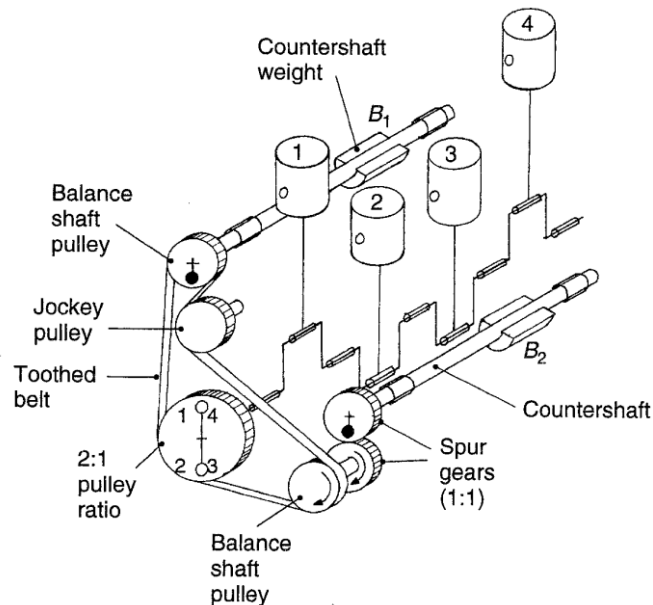 4
Countershaft
weight
B1
1
3
Balance
shaft
pulley
2
Jockey
pulley
Toothed
belt
B2
Countershaft
1 4
2 3
2:1
pulley
ratio
Spur
gears
(1:1)
Balance
shaft
pulley